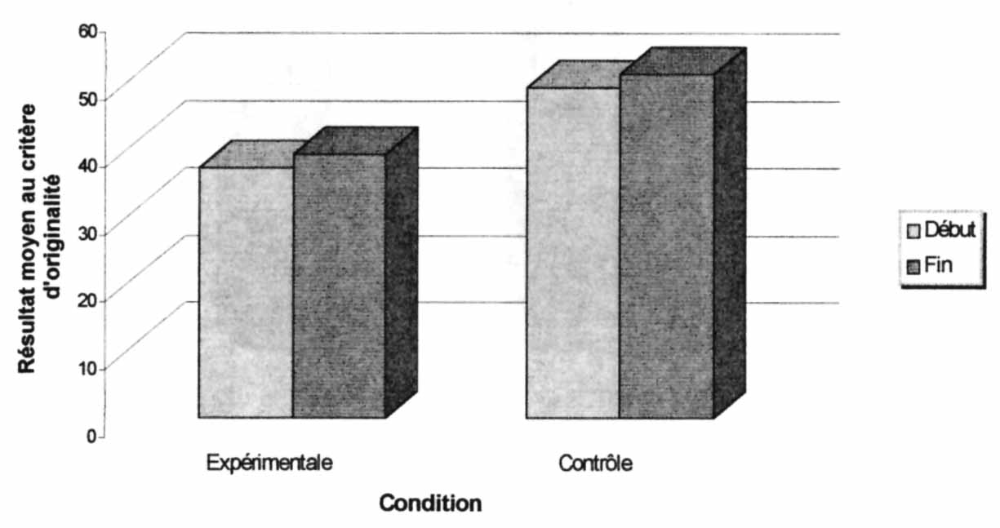 Résultat moyen au critère
d'originalité
60
50
40
30
20
10
0
Expérimentale
Contrôle
Condition
Début
Fin